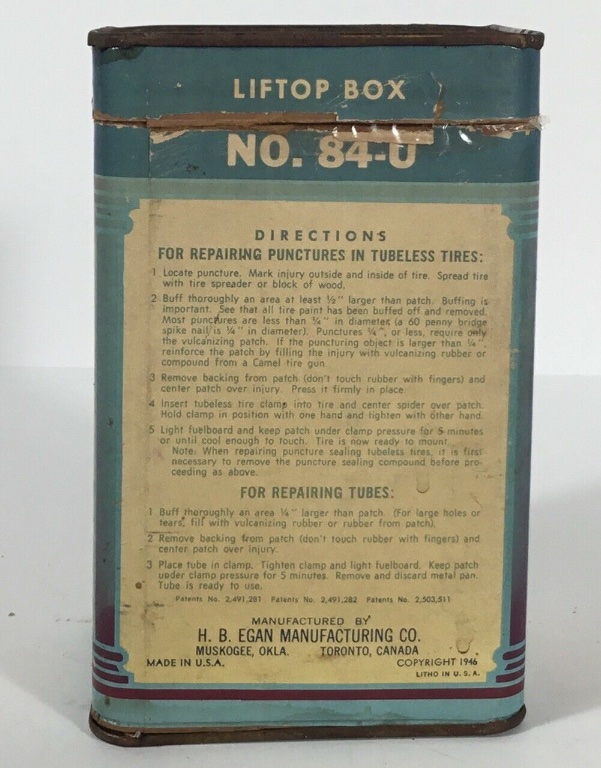 LIFTOP BOX
NO. 84-U
DIRECTIONS
FOR REPAIRING PUNCTURES IN TUBELESS TIRES:
1 Locate puncture. Mark injury outside and inside of tire. Spread tire
with tire spreader or block of wood.
2 Buff thoroughly an area at least ½" larger than patch. Buffing is
important. See that all tire paint has been buffed off and removed.
Most punctures are less than ¼" in diameter (a 60 penny bridge
spike nail is ¼" in diameter). Punctures ¼", or less, require only
the vulcanizing patch. If the puncturing object is larger than ¼",
reinforce the patch by filling the injury with vulcanizing rubber or
compound from a Camel tire gun.
3 Remove backing from patch (don't touch rubber with fingers) and
center patch over injury. Press it firmly in place.
4 Insert tubeless tire clamp into tire and center spider over patch.
Hold clamp in position with one hand and tighten with other hand.
5 Light fuelboard and keep patch under clamp pressure for 5 minutes
or until cool enough to touch. Tire is now ready to mount.
Note: When repairing puncture sealing tubeless tires, it is first
necessary to remove the puncture sealing compound before pro-
ceeding as above.
FOR REPAIRING TUBES:
1 Buff thoroughly an area ¼" larger than patch. (For large holes or
tears, fill with vulcanizing rubber or rubber from patch).
2 Remove backing from patch (don't touch rubber with fingers) and
center patch over injury.
3 Place tube in clamp. Tighten clamp and light fuelboard. Keep patch
under clamp pressure for 5 minutes. Remove and discard metal pan.
Tube is ready to use.
Patents No. 2,491,281 Patents No. 2,491,282 Patents No. 2,503,511
MANUFACTURED BY
H. B. EGAN MANUFACTURING CO.
MUSKOGEE, OKLA. TORONTO, CANADA
MADE IN U.S.A. COPYRIGHT 1946
LITHO IN U. S. A.